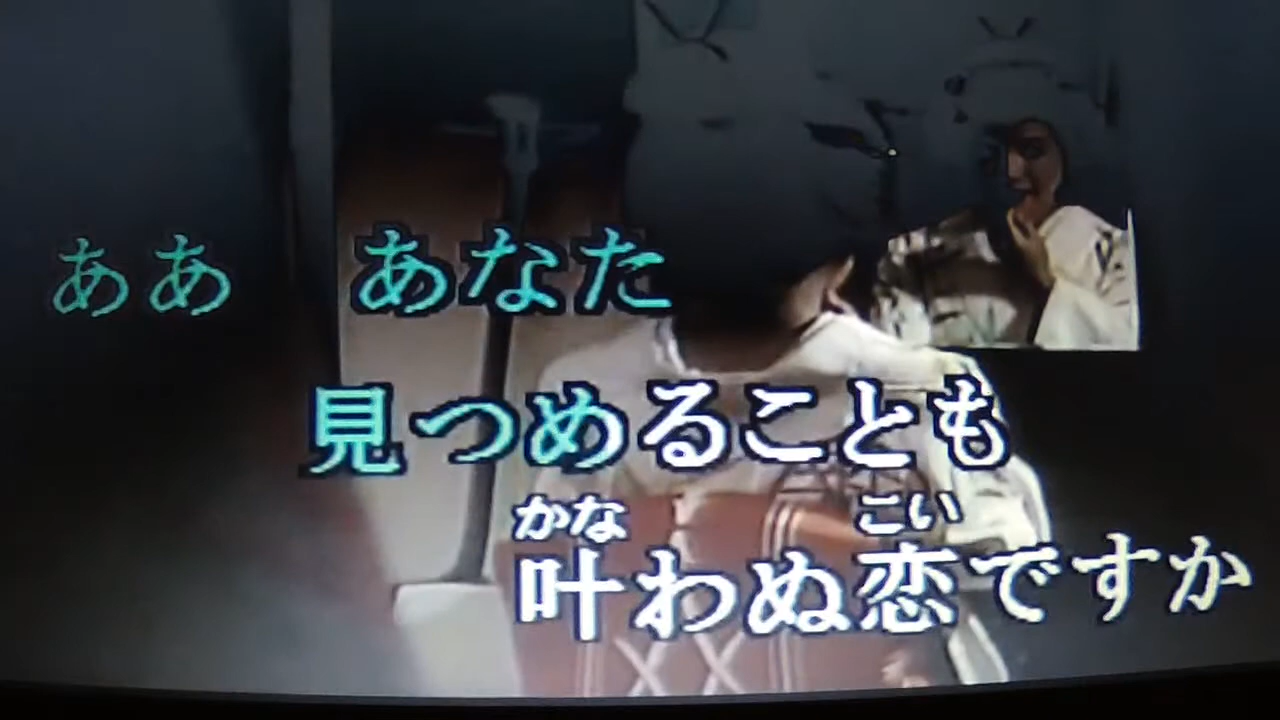 ああ あなた
見つめることも
かな こい
叶わぬ恋ですか